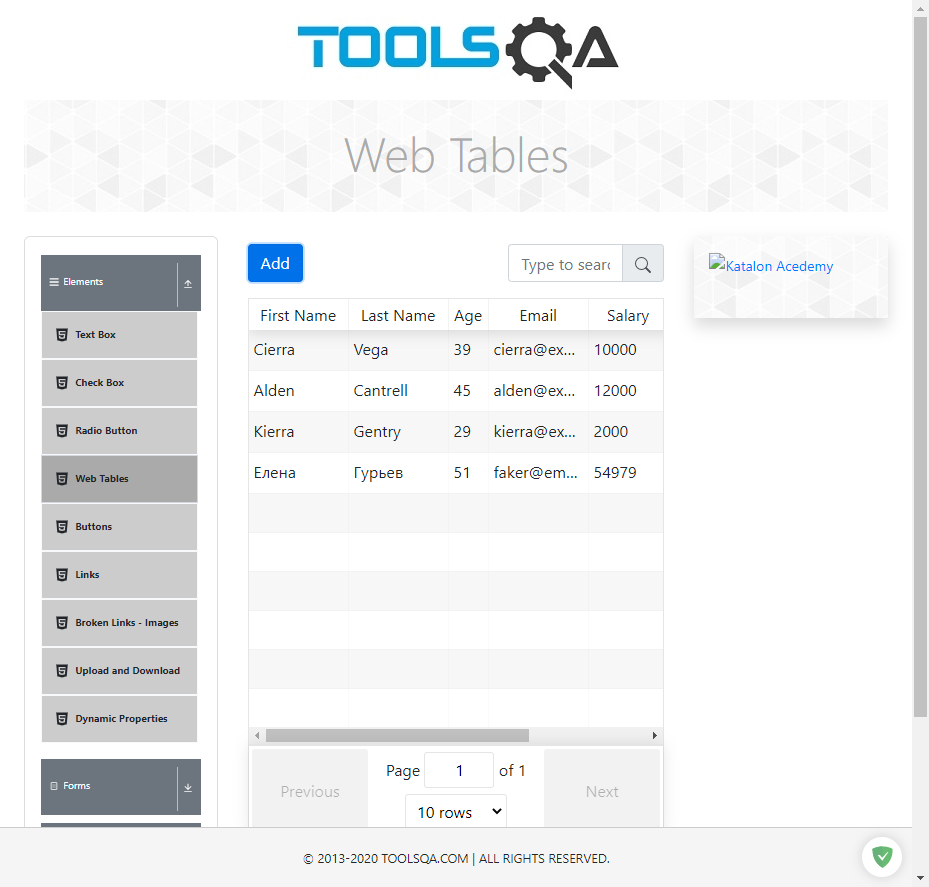 TOOLSQA
Web Tables
Elements
Text Box
Check Box
Radio Button
Web Tables
Buttons
Links
Broken Links - Images
Upload and Download
Dynamic Properties
Forms
Add
Type to searc
First Name Last Name Age Email Salary
Cierra Vega 39 cierra@ex... 10000
Alden Cantrell 45 alden@ex... 12000
Kierra Gentry 29 kierra@ex... 2000
Елена Гурьев 51 faker@em... 54979
Previous
Page 1 of 1
10 rows
Next
Katalon Acedemy
© 2013-2020 TOOLSQA.COM | ALL RIGHTS RESERVED.